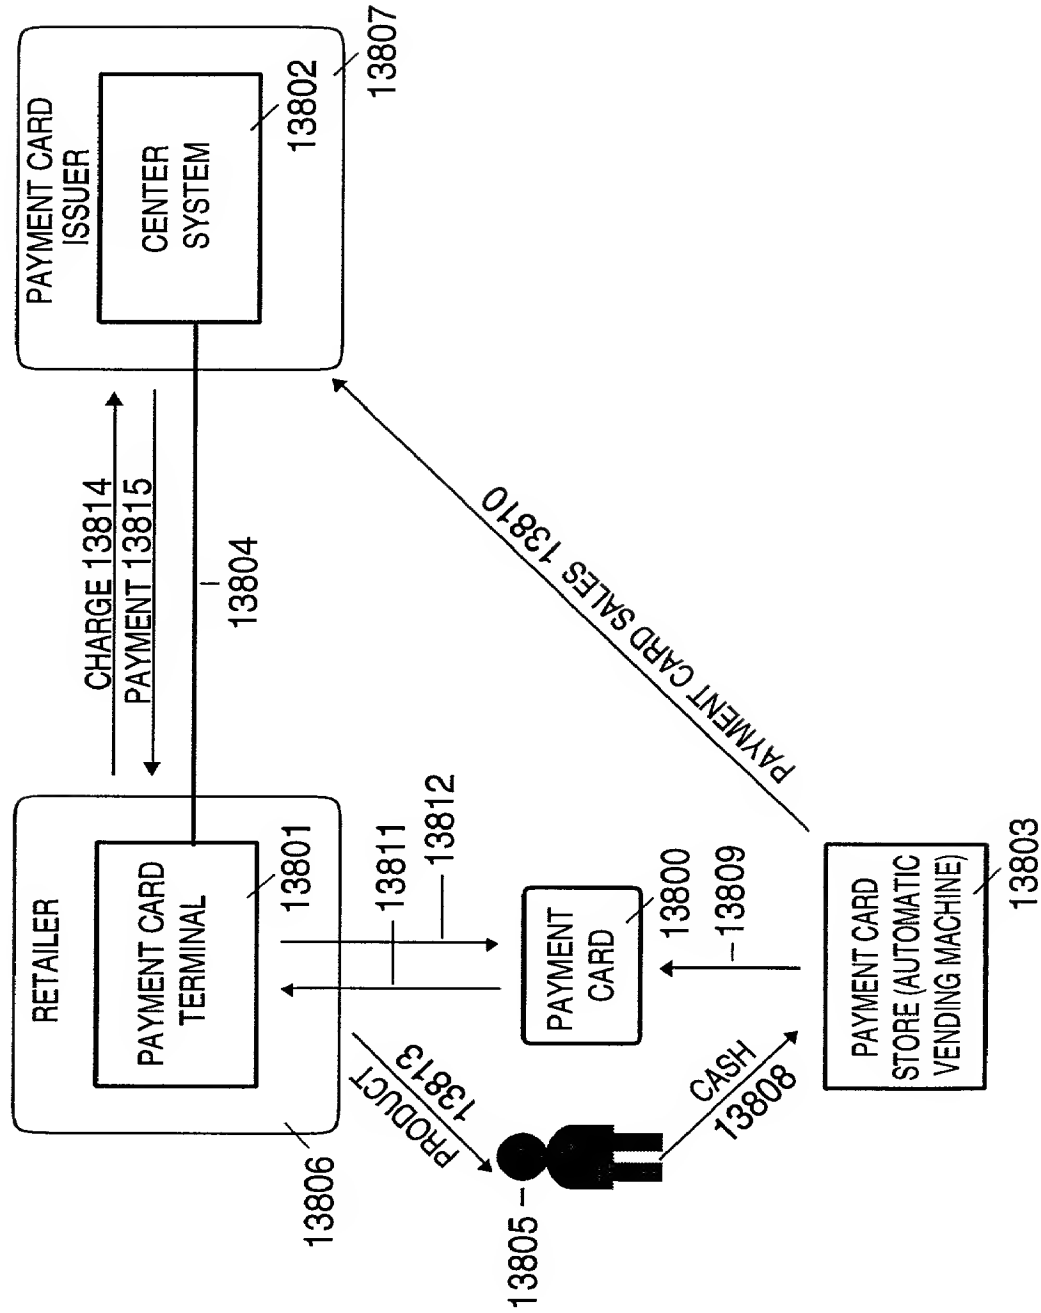 PAYMENT CARD
ISSUER
CENTER
SYSTEM
13802
13807
CHARGE 13814
PAYMENT 13815
13804
RETAILER
PAYMENT CARD
TERMINAL
13801
13806
13811
13812
PRODUCT
13813
PAYMENT
CARD
13800
13809
PAYMENT CARD SALES 13810
13805
CASH
13808
PAYMENT CARD
STORE (AUTOMATIC
VENDING MACHINE)
13803